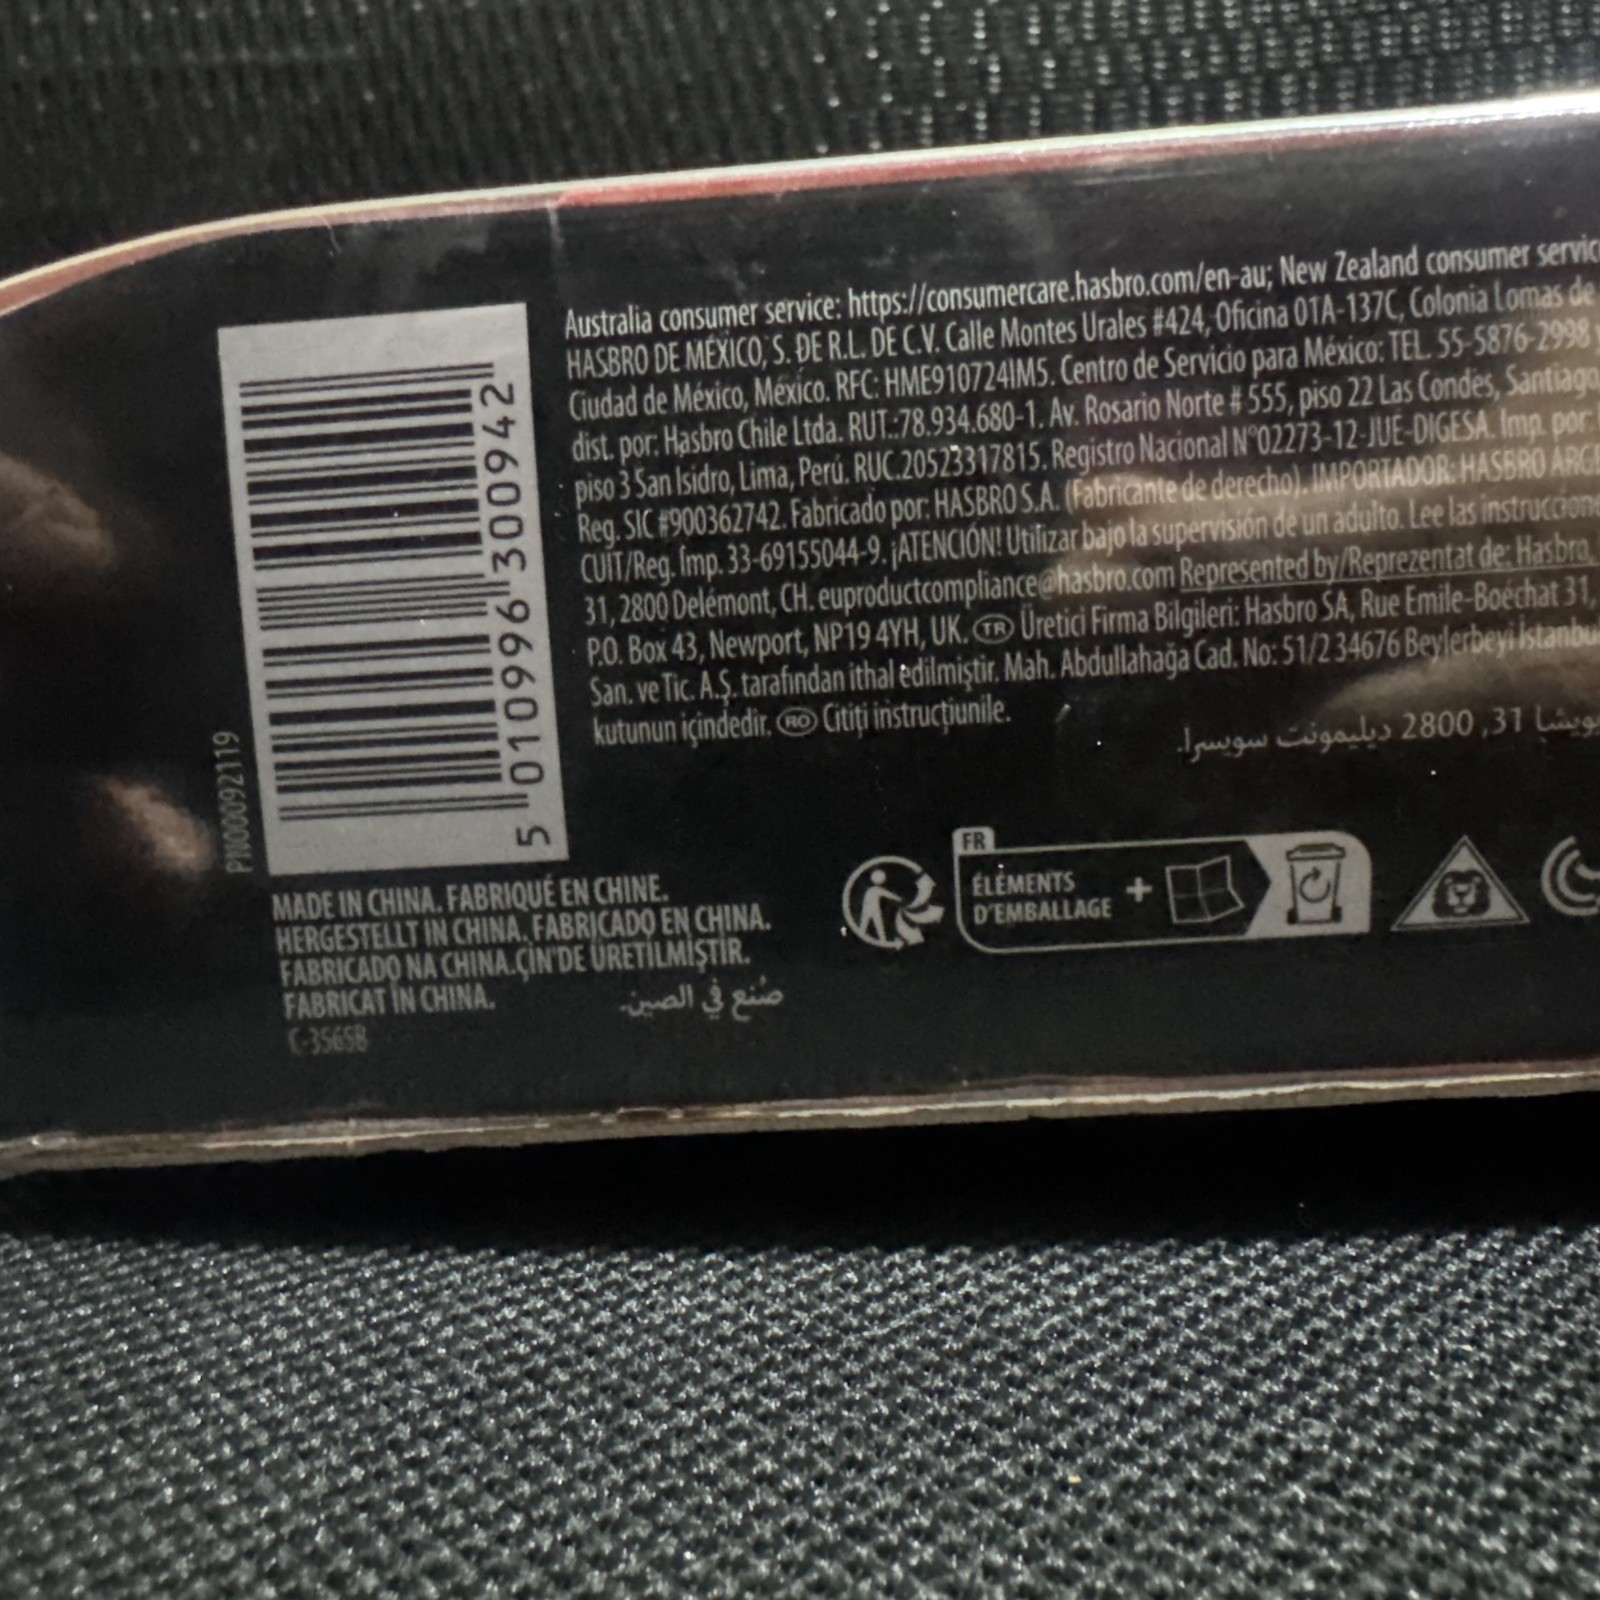 Australia consumer service: https://consumercare.hasbro.com/en-au; New Zealand consumer
HASBRO DE MÉXICO, S. DE R.L. DE C.V. Calle Montes Urales #424, Oficina 01A-137C, Colonia Lomas de
Ciudad de México, México. RFC: HME910724IM5. Centro de Servicio para México: TEL. 55-5876-2998
dist. por: Hasbro Chile Ltda. RUT.:78.934.680-1. Av. Rosario Norte # 555, piso 22 Las Condes, Santiago
piso 3 San Isidro, Lima, Perú. RUC.20523317815. Registro Nacional N°02273-12-JUE-DIGESA. Imp. por:
Reg. SIC #900362742. Fabricado por: HASBRO S.A. (Fabricante de derecho). IMPORTADOR: HASBRO
CUIT/Reg. Imp. 33-69155044-9. ¡ATENCIÓN! Utilizar bajo la supervisión de un adulto. Lee las
31, 2800 Delémont, CH. euproductcompliance@hasbro.com Represented by/Reprezentat de: Hasbro,
P.O. Box 43, Newport, NP19 4YH, UK. TR Üretici Firma Bilgileri: Hasbro SA, Rue Emile-Boéchat 31,
San. ve Tic. A.Ş. tarafından ithal edilmiştir. Mah. Abdullahağa Cad. No: 51/2 34676 Beylerbeyi
kutunun içindedir. RO Citiți instrucțiunile.
31, 2800 ديليمونت سويسرا.
5 010996 300942
PN00092119
MADE IN CHINA. FABRIQUÉ EN CHINE.
HERGESTELLT IN CHINA. FABRICADO EN CHINA.
FABRICADO NA CHINA.ÇİN'DE ÜRETİLMİŞTİR.
FABRICAT ÎN CHINA. صُنع في الصين.
C-3565B
FR
ÉLÉMENTS
D'EMBALLAGE +